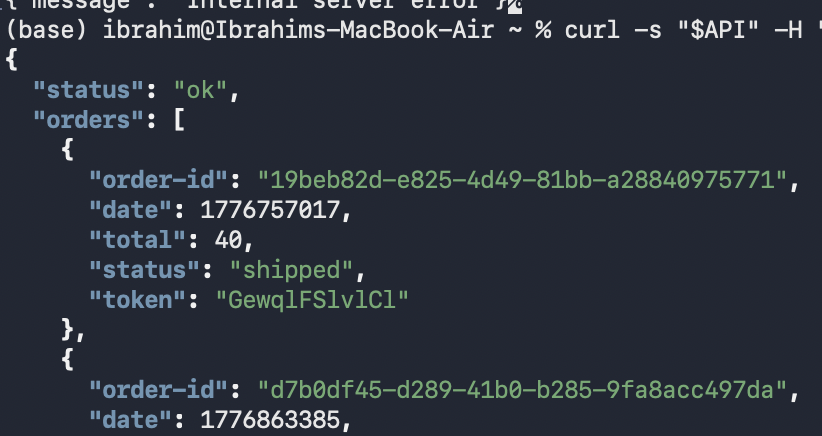 {"message": "Internal server error"}%
(base) ibrahim@Ibrahims-MacBook-Air ~ % curl -s "$API" -H "
{
  "status": "ok",
  "orders": [
    {
      "order-id": "19beb82d-e825-4d49-81bb-a28840975771",
      "date": 1776757017,
      "total": 40,
      "status": "shipped",
      "token": "GewqlFSlvlCl"
    },
    {
      "order-id": "d7b0df45-d289-41b0-b285-9fa8acc497da",
      "date": 1776863385,